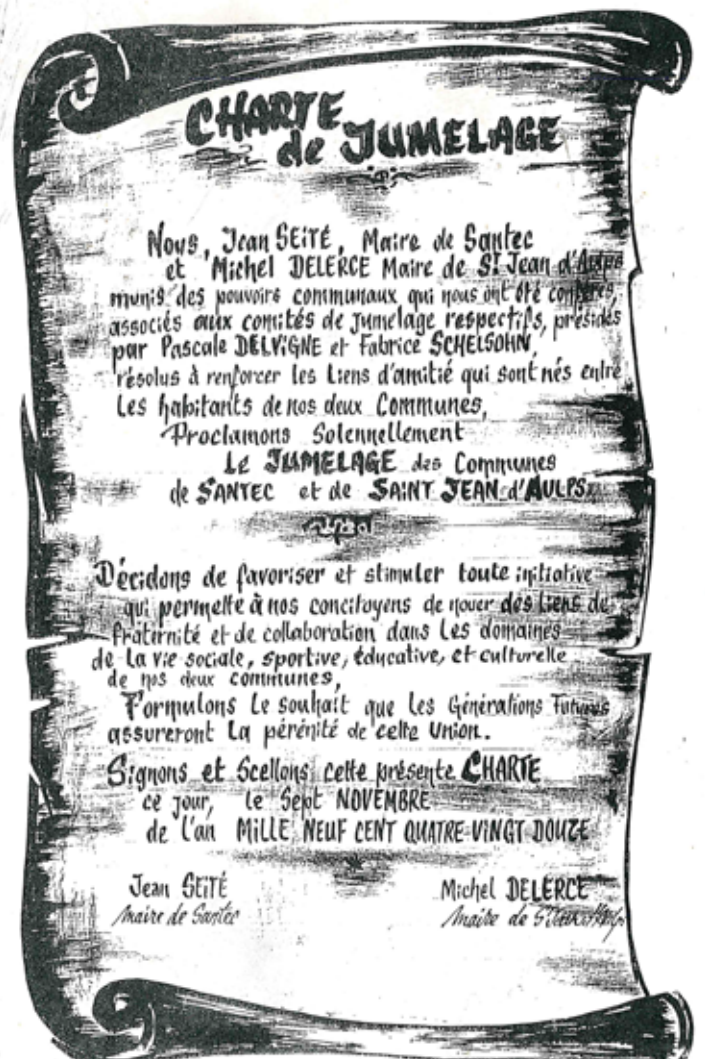 CHARTE
de JUMELAGE
Nous, Jean SEITÉ, Maire de Santec
et Michel DELERCE Maire de St Jean d'Aulps
munis des pouvoirs communaux qui nous ont été conférés,
associés aux comités de jumelage respectifs, présidés
par Pascale DELVIGNE et Fabrice SCHELSOHN,
résolus à renforcer les Liens d'amitié qui sont nés entre
Les habitants de nos deux Communes,
Proclamons Solennellement
Le JUMELAGE des Communes
de SANTEC et de SAINT JEAN d'AULPS.
Décidons de favoriser et stimuler toute initiative
qui permette à nos concitoyens de nouer des liens de
fraternité et de collaboration dans Les domaines
de La vie sociale, sportive, éducative, et culturelle
de nos deux communes,
Formulons Le souhait que les Générations Futures
assureront La pérénité de cette Union.
Signons et Scellons cette présente CHARTE
ce jour, le Sept NOVEMBRE
de l'an MILLE NEUF CENT QUATRE-VINGT DOUZE
Jean SEITÉ
Michel DELERCE
Maire de Santec
Maire de St Jean d'Aulps